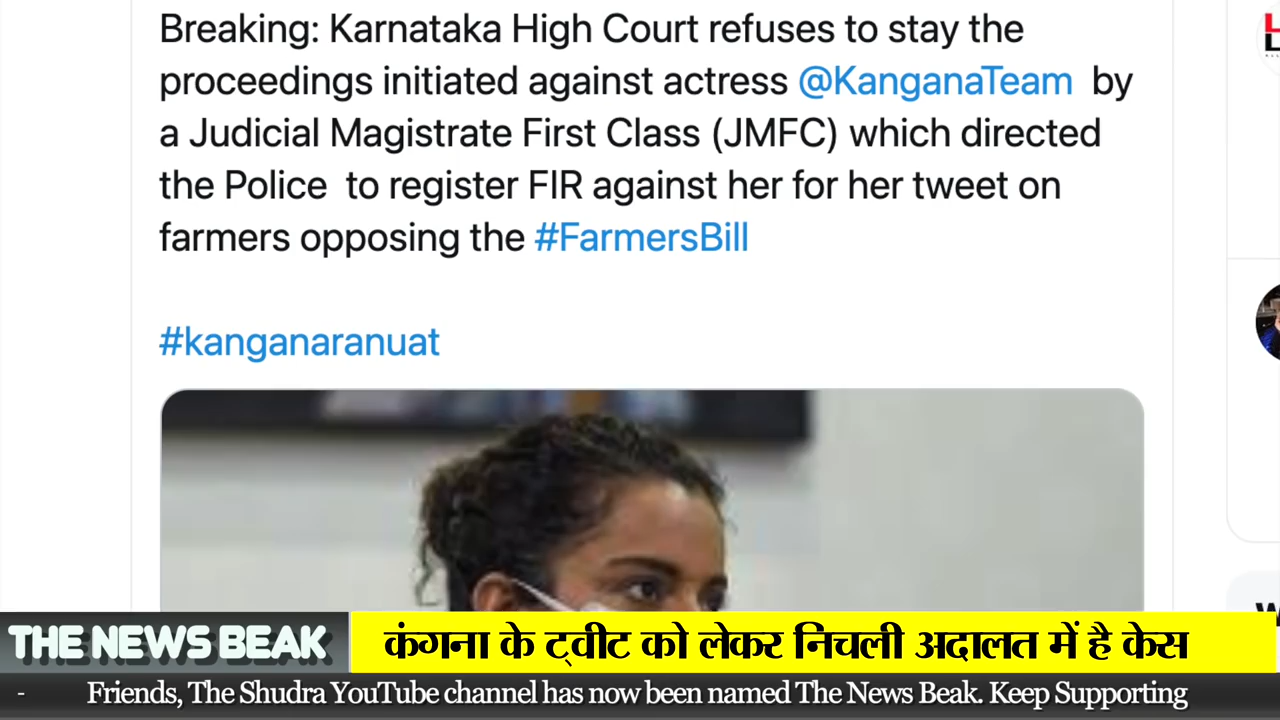 Breaking: Karnataka High Court refuses to stay the
proceedings initiated against actress @KanganaTeam by
a Judicial Magistrate First Class (JMFC) which directed
the Police to register FIR against her for her tweet on
farmers opposing the #FarmersBill
#kanganaranuat
THE NEWS BEAK
कंगना के ट्वीट को लेकर निचली अदालत में है केस
- Friends, The Shudra YouTube channel has now been named The News Beak. Keep Supporting